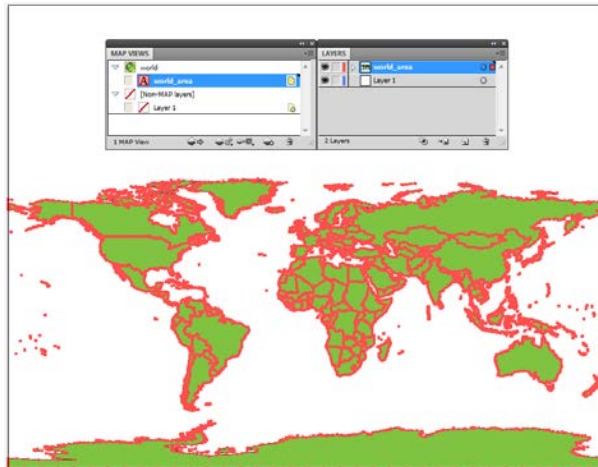 MAP VIEWS
world
A world_area
[Non-MAP layers]
Layer 1
1 MAP View
LAYERS
world_area
Layer 1
2 Layers